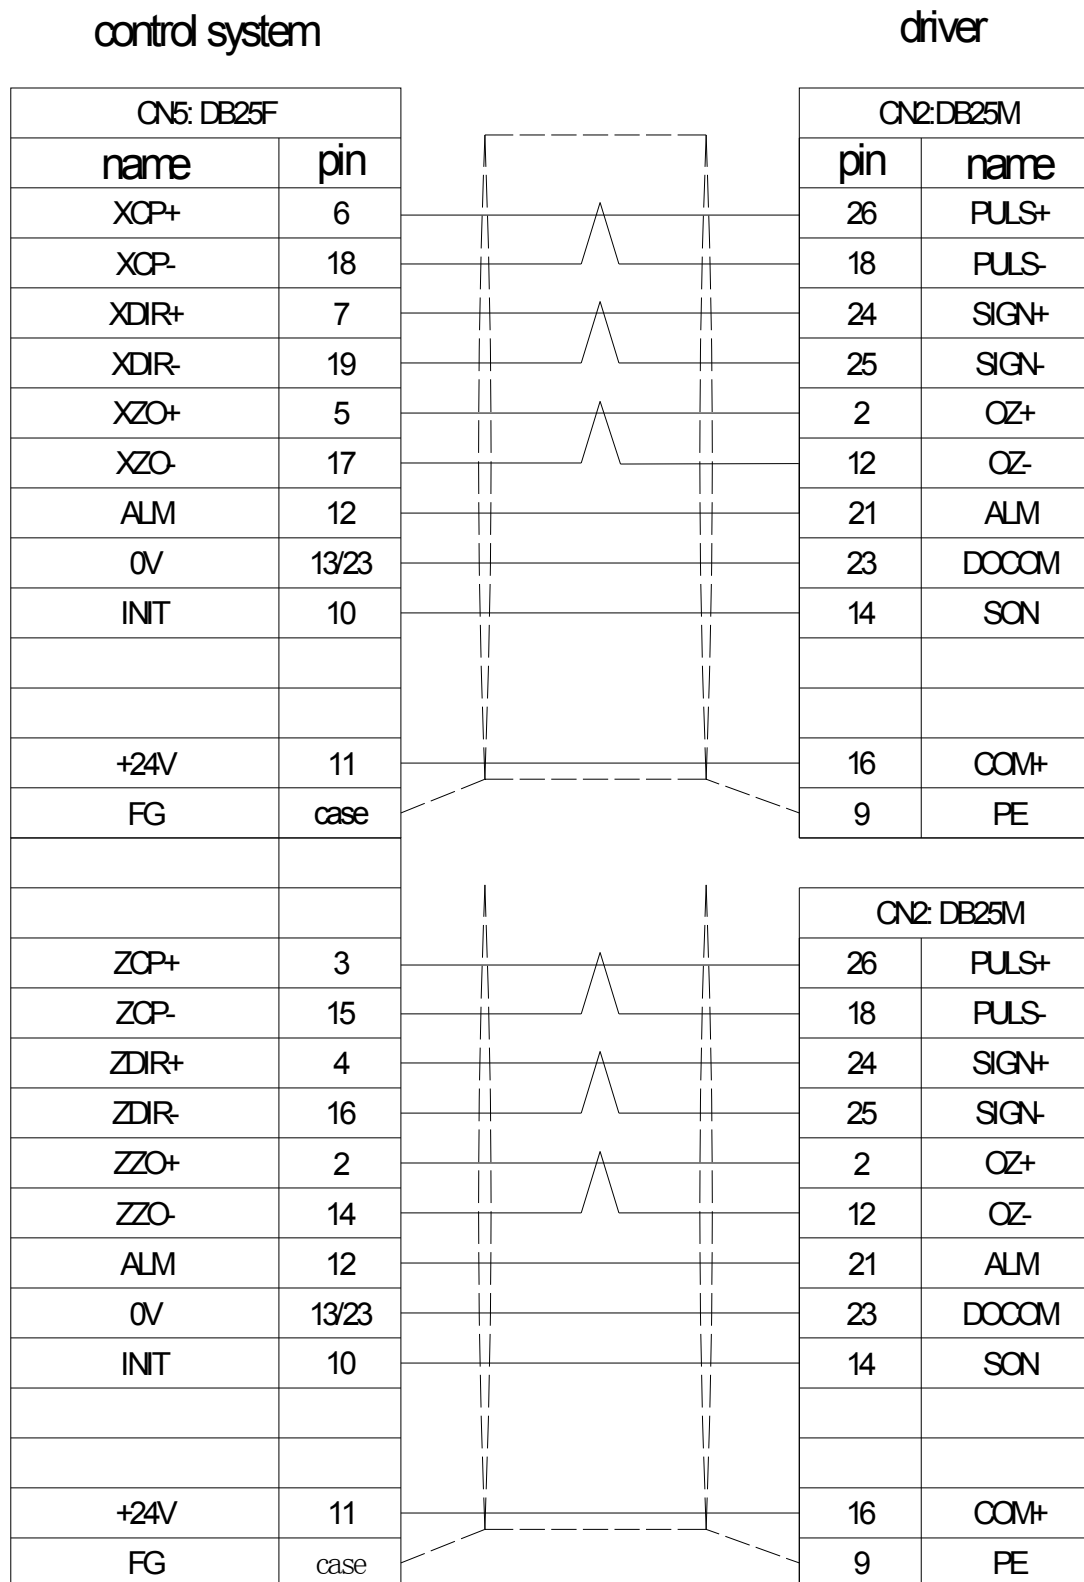 control system driver
CN5: DB25F CN2:DB25M
name pin pin name
XCP+ 6 26 PULS+
XCP- 18 18 PULS-
XDIR+ 7 24 SIGN+
XDIR- 19 25 SIGN-
XZO+ 5 2 OZ+
XZO- 17 12 OZ-
ALM 12 21 ALM
0V 13/23 23 DOCOM
INIT 10 14 SON
+24V 11 16 COM+
FG case 9 PE
CN2: DB25M
ZCP+ 3 26 PULS+
ZCP- 15 18 PULS-
ZDIR+ 4 24 SIGN+
ZDIR- 16 25 SIGN-
ZZO+ 2 2 OZ+
ZZO- 14 12 OZ-
ALM 12 21 ALM
0V 13/23 23 DOCOM
INIT 10 14 SON
+24V 11 16 COM+
FG case 9 PE